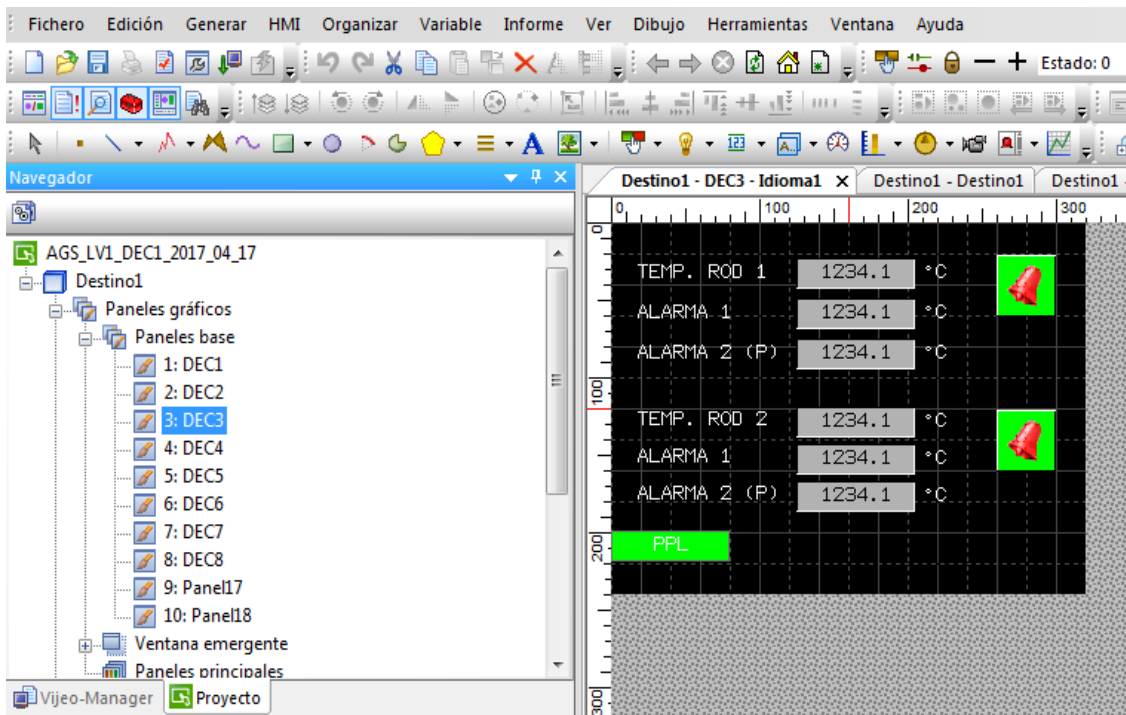 Fichero Edición Generar HMI Organizar Variable Informe Ver Dibujo Herramientas Ventana Ayuda
Estado: 0
Navegador
AGS_LV1_DEC1_2017_04_17
Destino1
Paneles gráficos
Paneles base
1: DEC1
2: DEC2
3: DEC3
4: DEC4
5: DEC5
6: DEC6
7: DEC7
8: DEC8
9: Panel17
10: Panel18
Ventana emergente
Paneles principales
Vijeo-Manager Proyecto
Destino1 - DEC3 - Idioma1 Destino1 - Destino1 Destino1 -
0 100 200 300
0
100
200
300
TEMP. ROD 1 1234.1 °C
ALARMA 1 1234.1 °C
ALARMA 2 (P) 1234.1 °C
TEMP. ROD 2 1234.1 °C
ALARMA 1 1234.1 °C
ALARMA 2 (P) 1234.1 °C
PPL